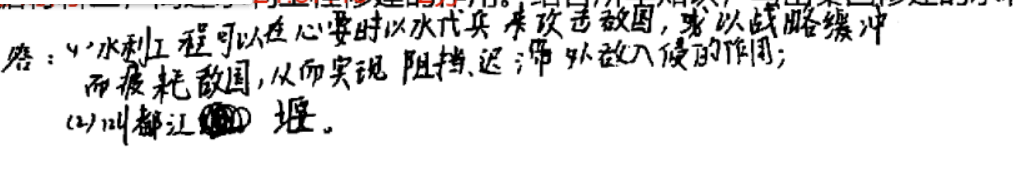 答：(1)水利工程可以在必要时以水代兵来攻击敌国，或以战略缓冲
而疲耗敌国，从而实现阻挡、迟滞外敌入侵的作用；
(2)都江堰。